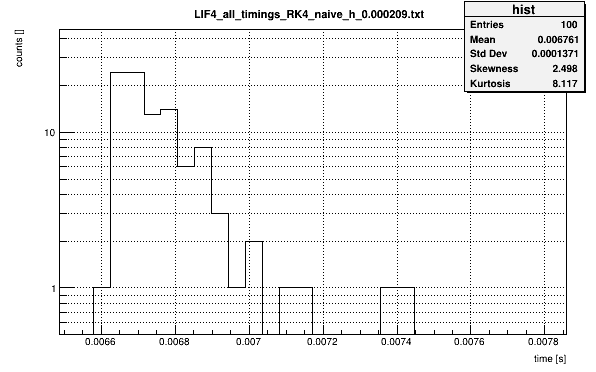 LIF4_all_timings_RK4_naive_h_0.000209.txt
hist
Entries 100
Mean 0.006761
Std Dev 0.0001371
Skewness 2.498
Kurtosis 8.117
counts []
10
1
0.0066 0.0068 0.007 0.0072 0.0074 0.0076 0.0078
time [s]